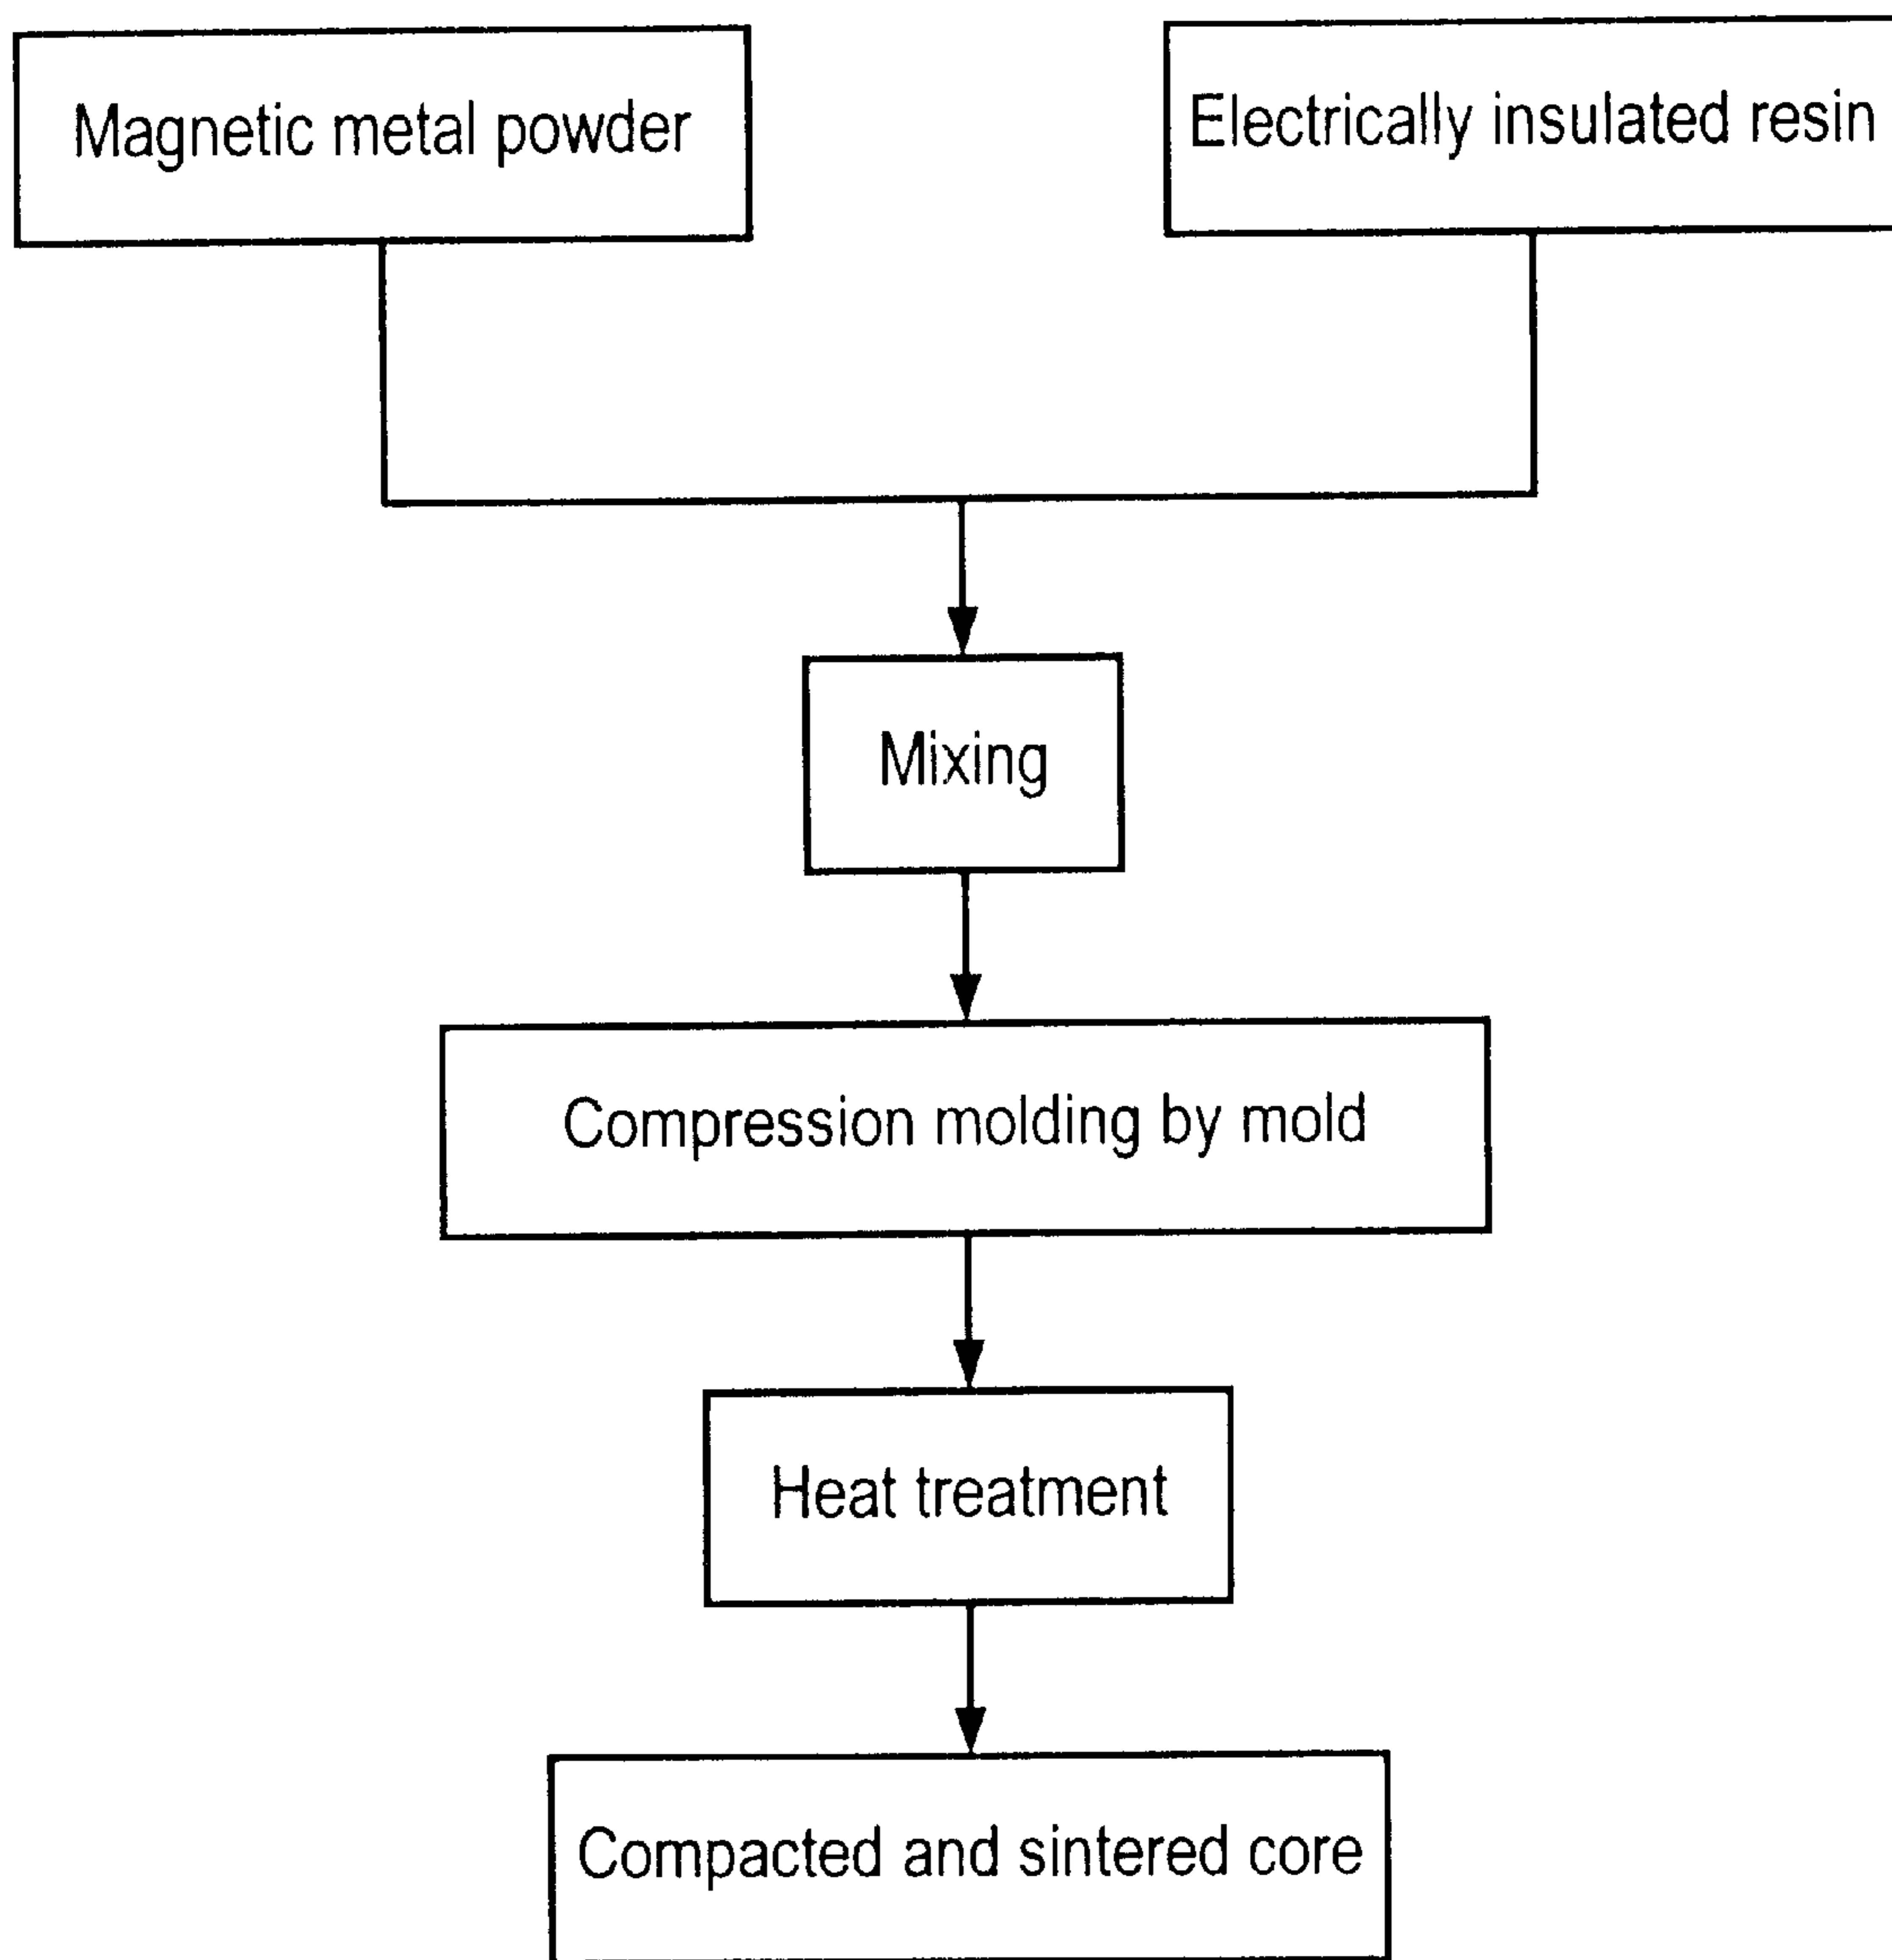 Magnetic metal powder
Electrically insulated resin
Mixing
Compression molding by mold
Heat treatment
Compacted and sintered core